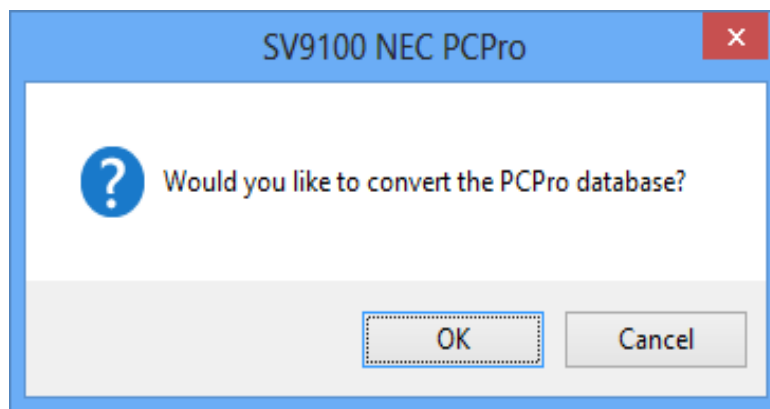 SV9100 NEC PCPro
Would you like to convert the PCPro database?
OK
Cancel